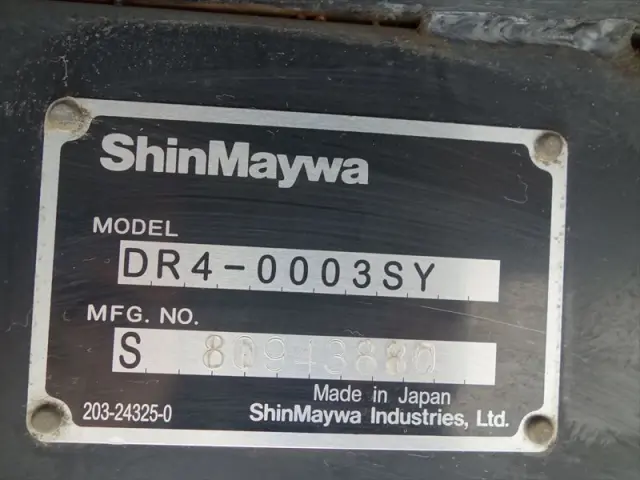 ShinMaywa
MODEL
DR4-0003SY
MFG. NO.
S
Made in Japan
203-24325-0
ShinMaywa Industries, Ltd.